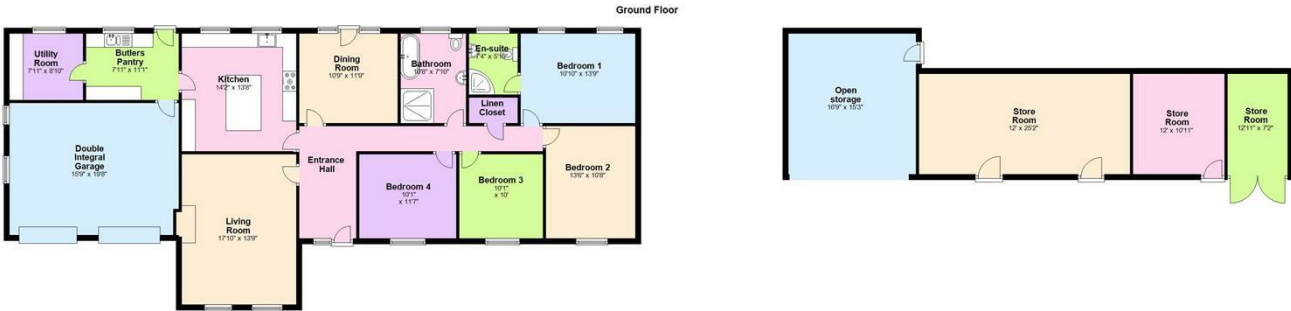 Ground Floor
Utility
Room
7'11" x 8'10"
Butlers
Pantry
7'11" x 11'1"
Kitchen
14'2" x 13'8"
Dining
Room
10'9" x 11'9"
Bathroom
10'8" x 7'10"
En-suite
7'4" x 5'10"
Bedroom 1
10'10" x 13'9"
Linen
Closet
Double
Integral
Garage
15'9" x 19'8"
Living
Room
17'10" x 13'9"
Entrance
Hall
Bedroom 4
10'1"
x 11'7"
Bedroom 3
10'1"
x 10'
Bedroom 2
13'6" x 10'8"
Open
storage
16'9" x 15'3"
Store
Room
12' x 25'2"
Store
Room
12' x 10'11"
Store
Room
12'11" x 7'2"